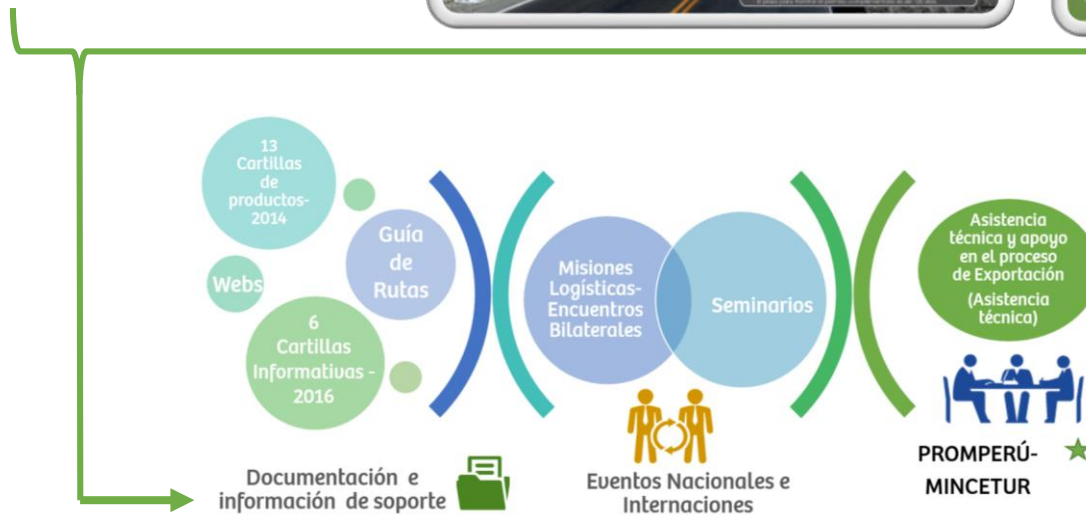 13
Cartillas
de
productos-
2014
Guía
de
Rutas
Webs
6
Cartillas
Informativas -
2016
Documentación e
información de soporte
Misiones
Logísticas-
Encuentros
Bilaterales
Seminarios
Eventos Nacionales e
Internaciones
Asistencia
técnica y apoyo
en el proceso
de Exportación
(Asistencia
técnica)
PROMPERÚ-
MINCETUR